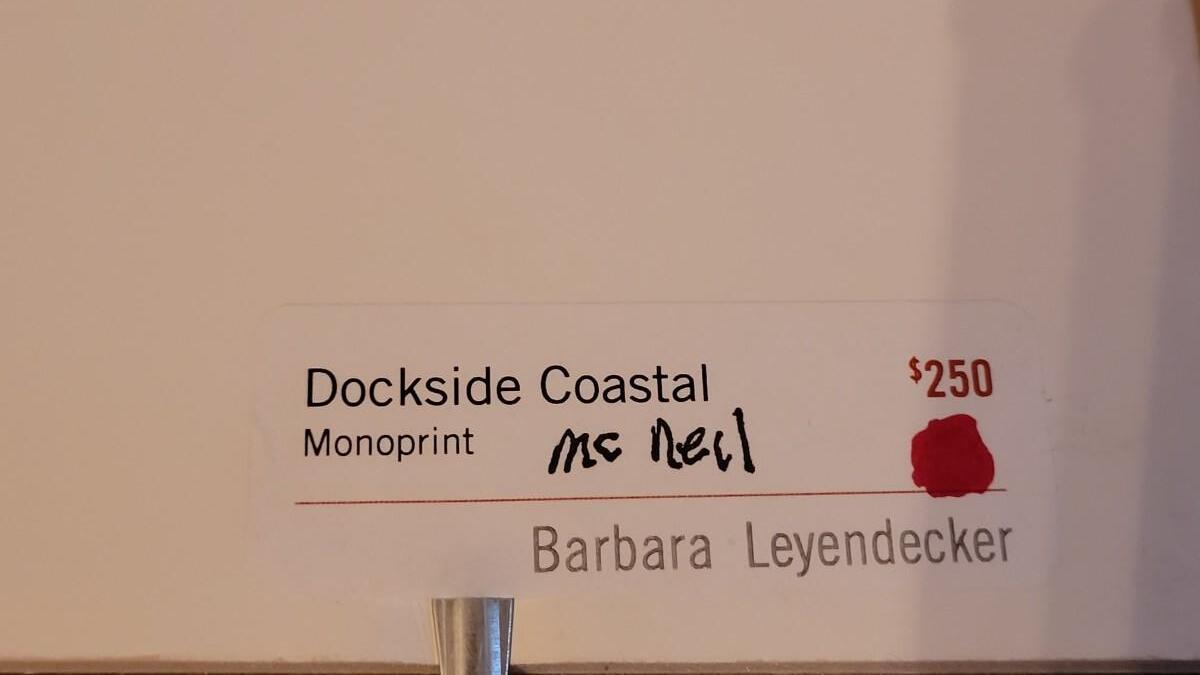 Dockside Coastal $250
Monoprint mc Neil
Barbara Leyendecker